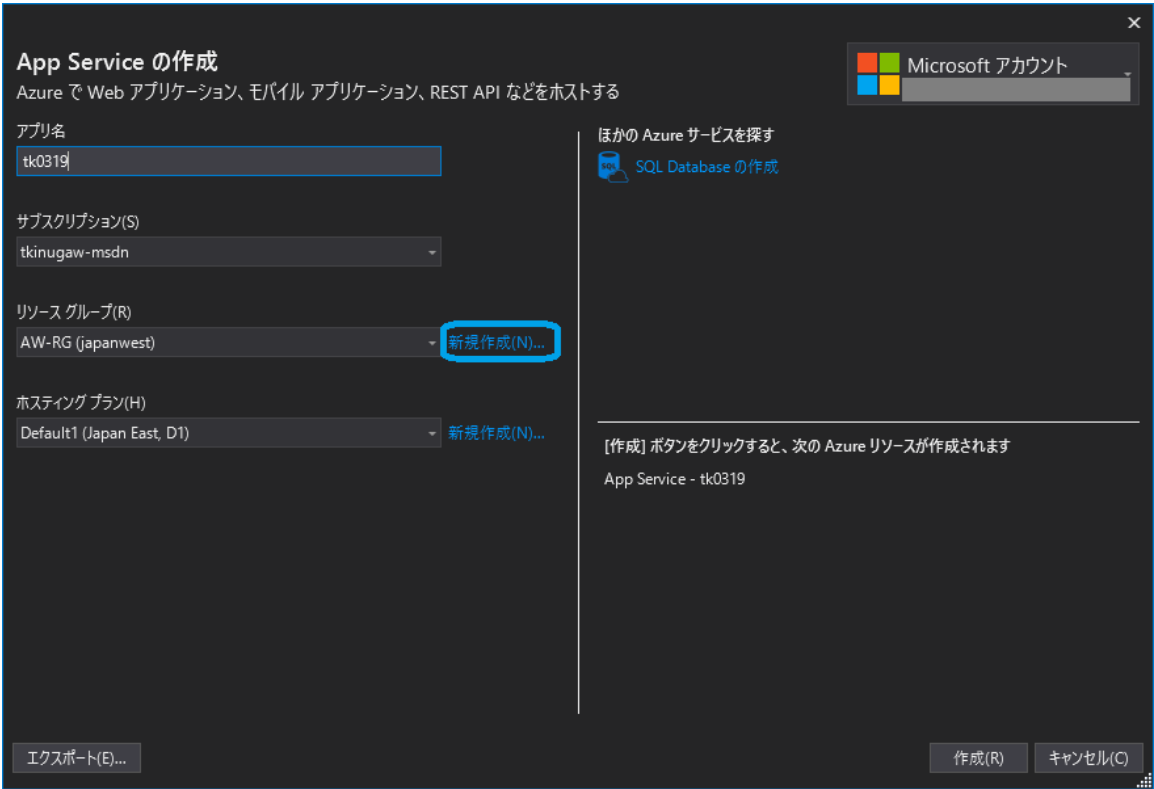 App Service の作成
Azure で Web アプリケーション、モバイル アプリケーション、REST API などをホストする
Microsoft アカウント
アプリ名
tk0319
サブスクリプション(S)
tkinugaw-msdn
リソース グループ(R)
AW-RG (japanwest)
新規作成(N)...
ホスティング プラン(H)
Default1 (Japan East, D1)
新規作成(N)...
ほかの Azure サービスを探す
SQL
SQL Database の作成
[作成] ボタンをクリックすると、次の Azure リソースが作成されます
App Service - tk0319
エクスポート(E)...
作成(R)
キャンセル(C)